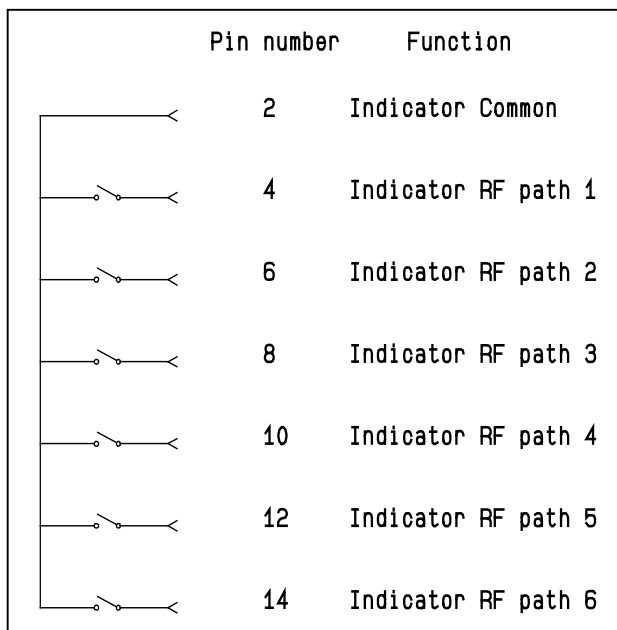 Pin number Function
2 Indicator Common
4 Indicator RF path 1
6 Indicator RF path 2
8 Indicator RF path 3
10 Indicator RF path 4
12 Indicator RF path 5
14 Indicator RF path 6